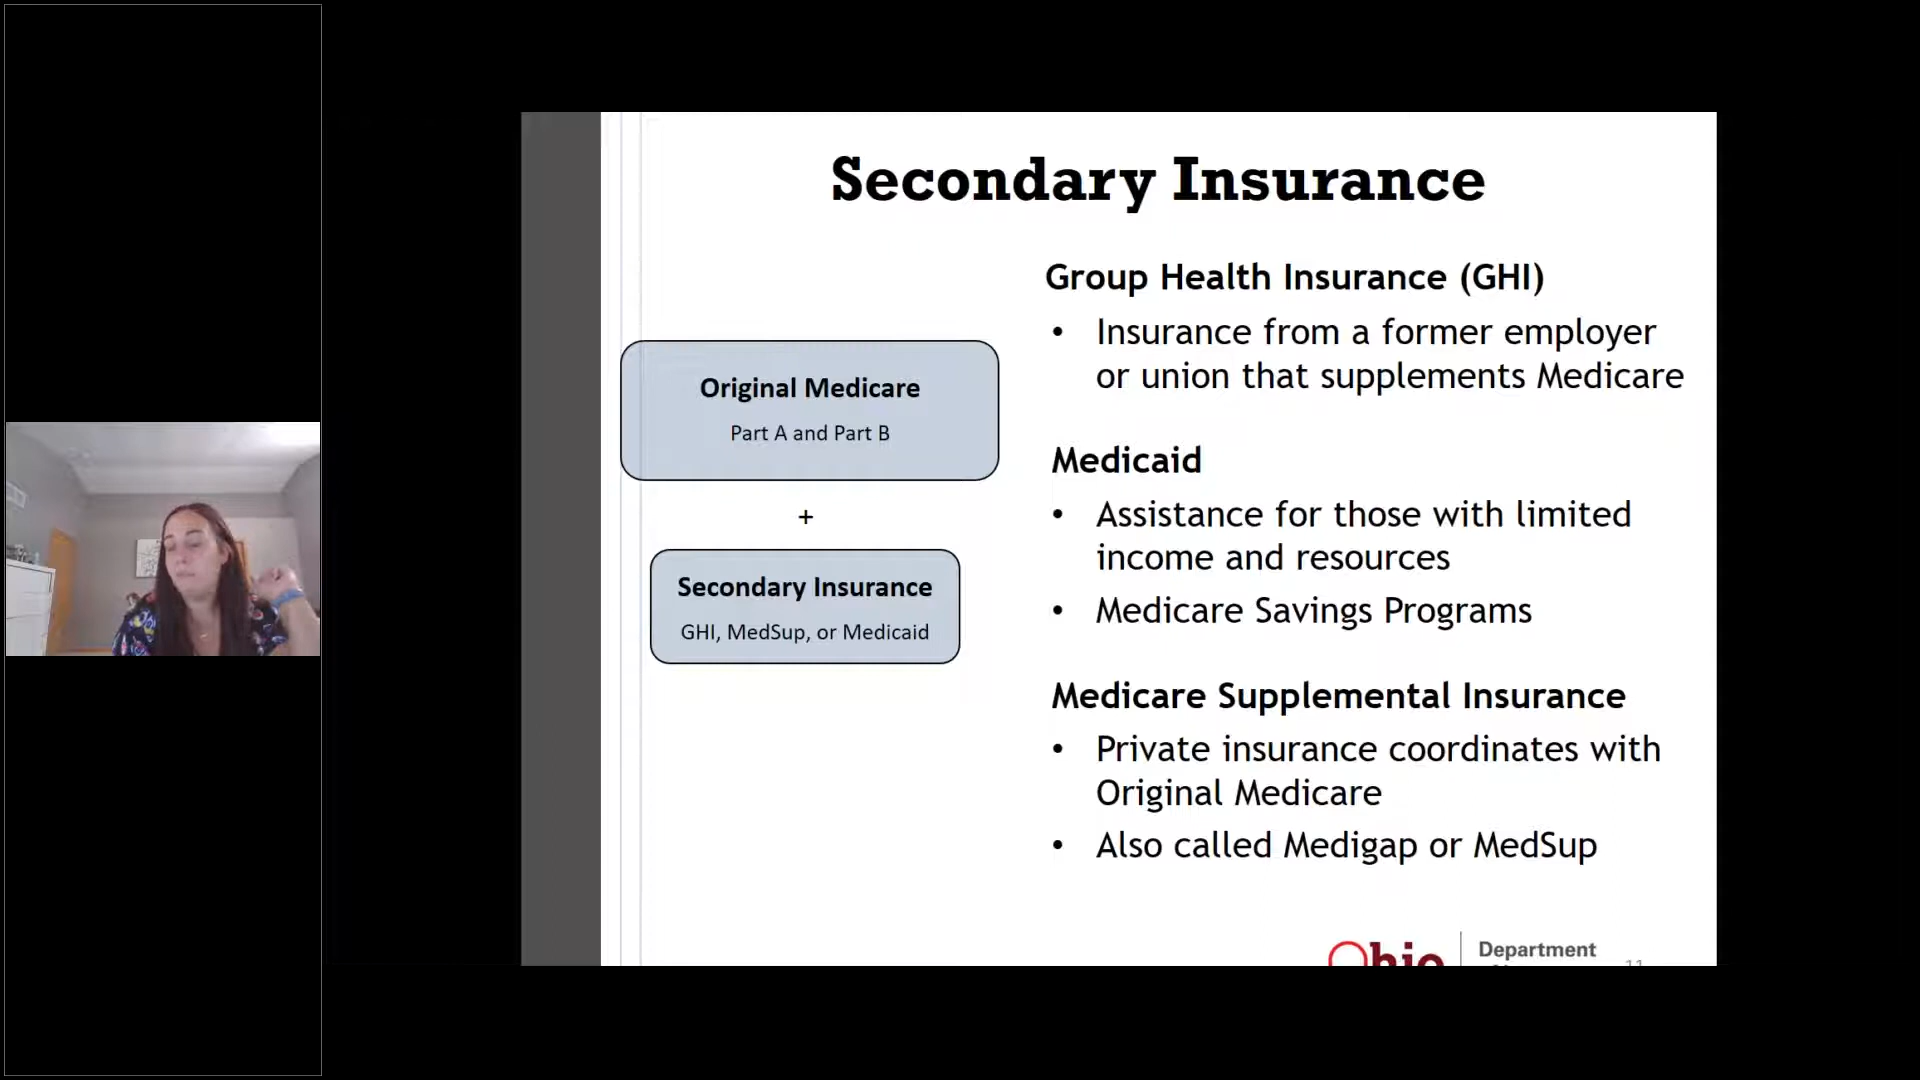 Secondary Insurance
Original Medicare
Part A and Part B
+
Secondary Insurance
GHI, MedSup, or Medicaid
Group Health Insurance (GHI)
• Insurance from a former employer
or union that supplements Medicare
Medicaid
• Assistance for those with limited
income and resources
• Medicare Savings Programs
Medicare Supplemental Insurance
• Private insurance coordinates with
Original Medicare
• Also called Medigap or MedSup
Ohio
Department
11